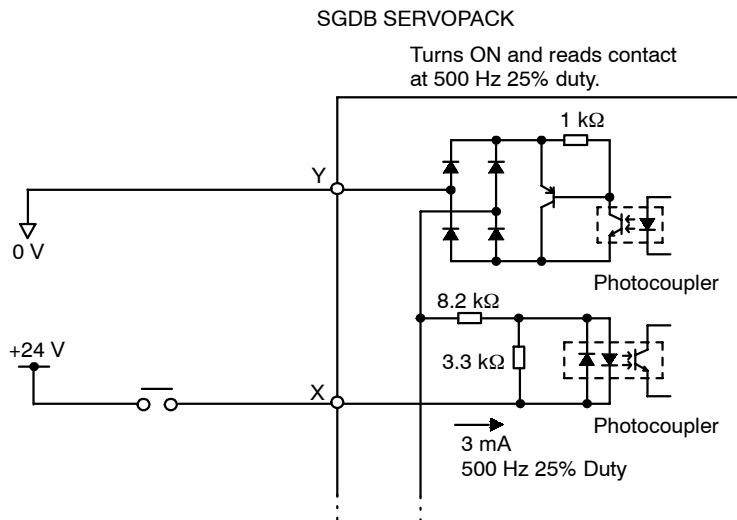 SGDB SERVOPACK
Turns ON and reads contact
at 500 Hz 25% duty.
1 kΩ
Y
0 V
Photocoupler
8.2 kΩ
+24 V
3.3 kΩ
X
Photocoupler
3 mA
500 Hz 25% Duty